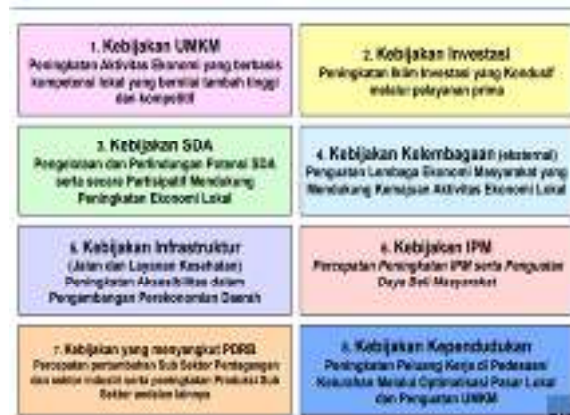 1. Kebijakan UMKM
Peningkatan Aktivitas Ekonomi yang berbasis
kompetensi lokal yang bernilai tambah tinggi
dan kompetitif
2. Kebijakan Investasi
Peningkatan Iklim Investasi yang Kondusif
melalui pelayanan prima
3. Kebijakan SDA
Pengelolaan dan Perlindungan Potensi SDA
serta secara Partisipatif Mendukung
Peningkatan Ekonomi Lokal
4. Kebijakan Kelembagaan (eksternal)
Penguatan Lembaga Ekonomi Masyarakat yang
Mendukung Kemajuan Aktivitas Ekonomi Lokal
5. Kebijakan Infrastruktur
(Jalan dan Layanan Kesehatan)
Peningkatan Aksesibilitas dalam
Pengembangan Perekonomian Daerah
6. Kebijakan IPM
Percepatan Peningkatan IPM serta Penguatan
Daya Beli Masyarakat
7. Kebijakan yang menyangkut PDRB
Percepatan pertumbuhan Sub Sektor Perdagangan
dan sektor industri serta peningkatan Produksi Sub
Sektor andalan lainnya
8. Kebijakan Kependudukan
Peningkatan Peluang Kerja di Pedesaan/
Kelurahan Melalui Optimalisasi Pasar Lokal
dan Penguatan UMKM